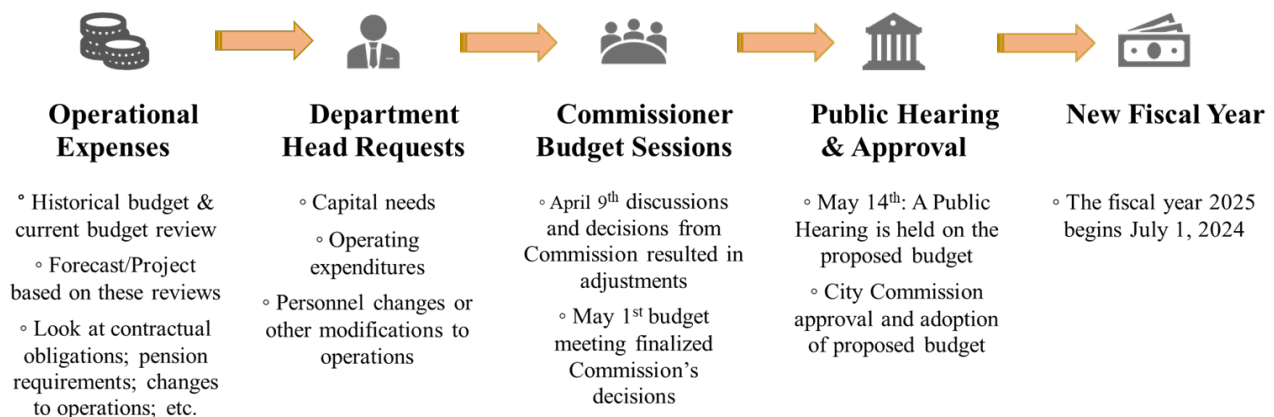 Operational
Expenses
° Historical budget &
current budget review
◦ Forecast/Project
based on these reviews
◦ Look at contractual
obligations; pension
requirements; changes
to operations; etc.
Department
Head Requests
◦ Capital needs
◦ Operating
expenditures
◦ Personnel changes or
other modifications to
operations
Commissioner
Budget Sessions
◦ April 9th discussions
and decisions from
Commission resulted in
adjustments
◦ May 1st budget
meeting finalized
Commission's
decisions
Public Hearing
& Approval
◦ May 14th: A Public
Hearing is held on the
proposed budget
◦ City Commission
approval and adoption
of proposed budget
New Fiscal Year
◦ The fiscal year 2025
begins July 1, 2024